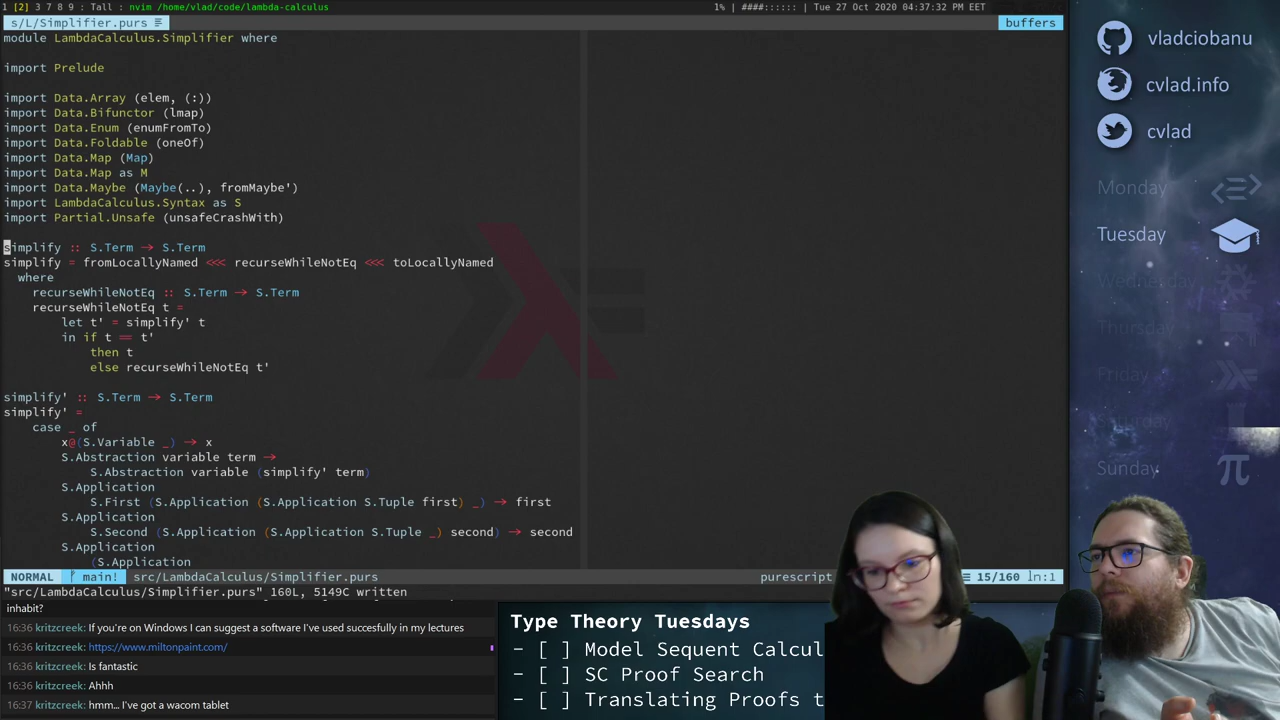 1 [2] 3 7 8 9 : Tall : nvim /home/vlad/code/lambda-calculus
1% | ####:::::: | Tue 27 Oct 2020 04:37:32 PM EET
s/L/Simplifier.purs
buffers
module LambdaCalculus.Simplifier where
import Prelude
import Data.Array (elem, (:))
import Data.Bifunctor (lmap)
import Data.Enum (enumFromTo)
import Data.Foldable (oneOf)
import Data.Map (Map)
import Data.Map as M
import Data.Maybe (Maybe(..), fromMaybe')
import LambdaCalculus.Syntax as S
import Partial.Unsafe (unsafeCrashWith)
simplify :: S.Term → S.Term
simplify = fromLocallyNamed <<< recurseWhileNotEq <<< toLocallyNamed
where
recurseWhileNotEq :: S.Term → S.Term
recurseWhileNotEq t =
let t' = simplify' t
in if t == t'
then t
else recurseWhileNotEq t'
simplify' :: S.Term → S.Term
simplify' =
case _ of
x@(S.Variable _) → x
S.Abstraction variable term →
S.Abstraction variable (simplify' term)
S.Application
S.First (S.Application (S.Application S.Tuple first) _) → first
S.Application
S.Second (S.Application (S.Application S.Tuple _) second) → second
S.Application
(S.Application
NORMAL main! src/LambdaCalculus/Simplifier.purs
purescript
≡ 15/160 ln:1
"src/LambdaCalculus/Simplifier.purs" 160L, 5149C written
inhabit?
16:36 kritzcreek: If you're on Windows I can suggest a software I've used succesfully in my lectures
16:36 kritzcreek: https://www.miltonpaint.com/
16:36 kritzcreek: Is fantastic
16:36 kritzcreek: Ahhh
16:37 kritzcreek: hmm... I've got a wacom tablet
Type Theory Tuesdays
- [ ] Model Sequent Calcul
- [ ] SC Proof Search
- [ ] Translating Proofs t
vladciobanu
cvlad.info
cvlad
Monday
Tuesday
Wednesday
Thursday
Friday
Saturday
Sunday